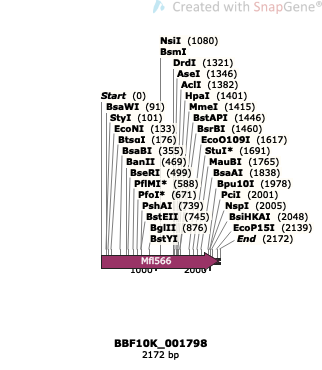 Created with SnapGene®
NsiI (1080)
BsmI
DrdI (1321)
AseI (1346)
AclI (1382)
Start (0)
HpaI (1401)
BsaWI (91)
MmeI (1415)
StyI (101)
BstAPI (1446)
EcoNI (133)
BsrBI (1460)
BtsαI (176)
EcoO109I (1617)
BsaBI (355)
StuI* (1691)
BanII (469)
MauBI (1765)
BseRI (499)
BsaAI (1838)
PflMI* (588)
Bpu10I (1978)
PfoI* (671)
PciI (2001)
PshAI (739)
NspI (2005)
BstEII (745)
BsiHKAI (2048)
BglII (876)
EcoP15I (2139)
BstYI
End (2172)
Mfl566
1000
2000
BBF10K_001798
2172 bp